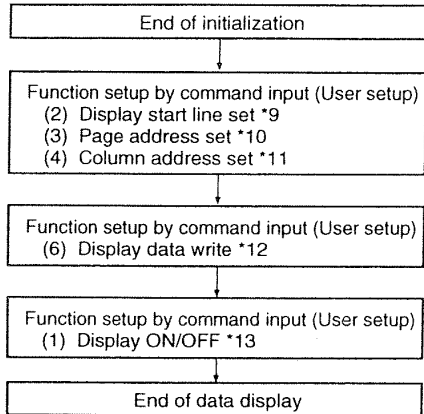 End of initialization
Function setup by command input (User setup)
(2) Display start line set *9
(3) Page address set *10
(4) Column address set *11
Function setup by command input (User setup)
(6) Display data write *12
Function setup by command input (User setup)
(1) Display ON/OFF *13
End of data display